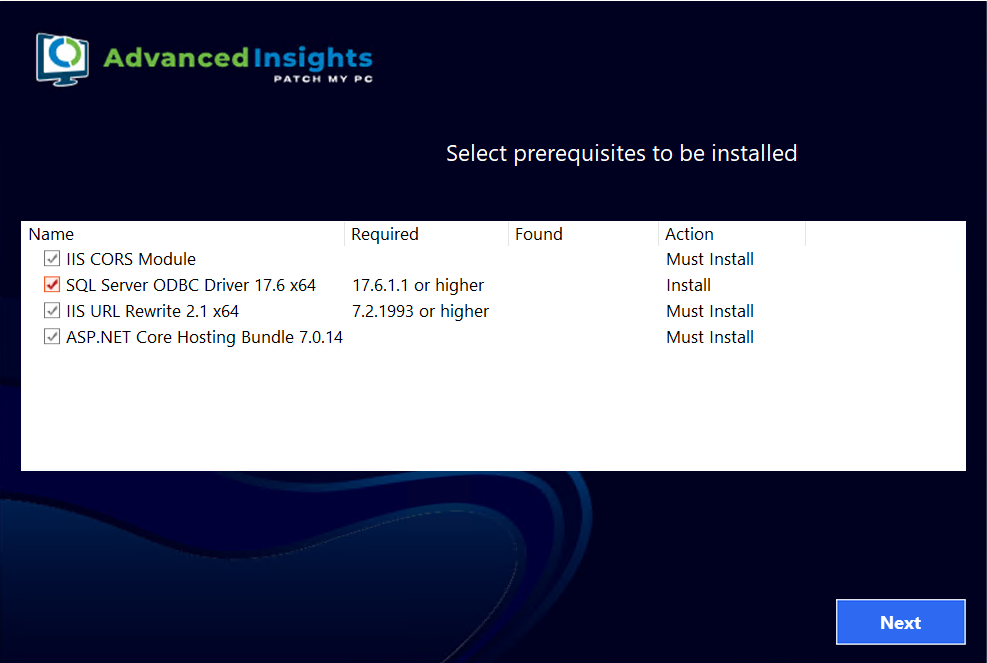 Advanced Insights
PATCH MY PC
Select prerequisites to be installed
Name Required Found Action
IIS CORS Module Must Install
SQL Server ODBC Driver 17.6 x64 17.6.1.1 or higher Install
IIS URL Rewrite 2.1 x64 7.2.1993 or higher Must Install
ASP.NET Core Hosting Bundle 7.0.14 Must Install
Next